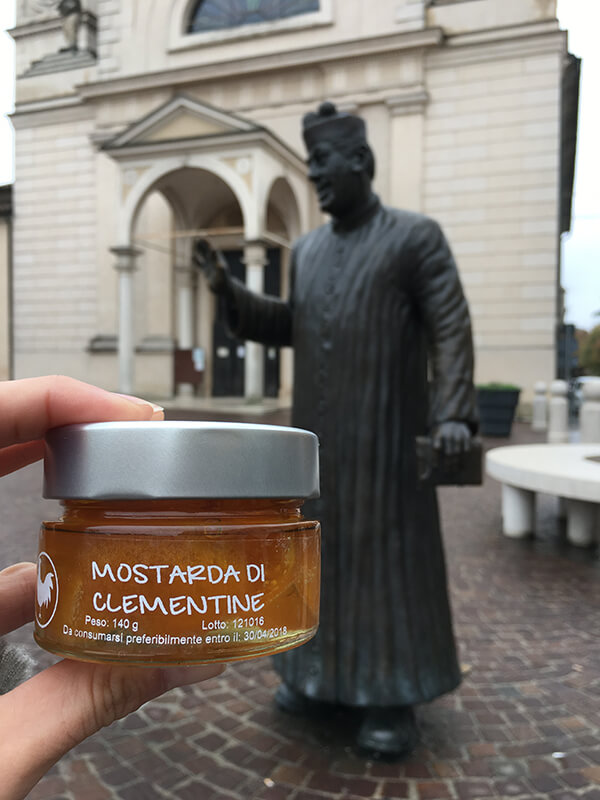 MOSTARDA DI
CLEMENTINE
Peso: 140 g Lotto: 121016
Da consumarsi preferibilmente entro il: 30/04/2018